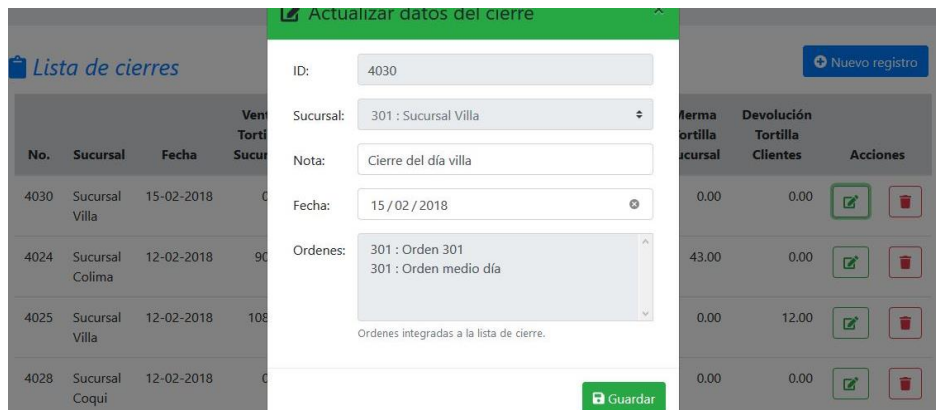 Actualizar datos del cierre
Lista de cierres
Nuevo registro
ID: 4030
Sucursal: 301 : Sucursal Villa
Nota: Cierre del día villa
Fecha: 15 / 02 / 2018
Ordenes: 301 : Orden 301
301 : Orden medio día
Ordenes integradas a la lista de cierre.
Guardar
No. Sucursal Fecha
Devolución
Tortilla
Clientes
Acciones
4030 Sucursal Villa 15-02-2018 0.00 0.00
4024 Sucursal Colima 12-02-2018 43.00 0.00
4025 Sucursal Villa 12-02-2018 0.00 12.00
4028 Sucursal Coqui 12-02-2018 0.00 0.00